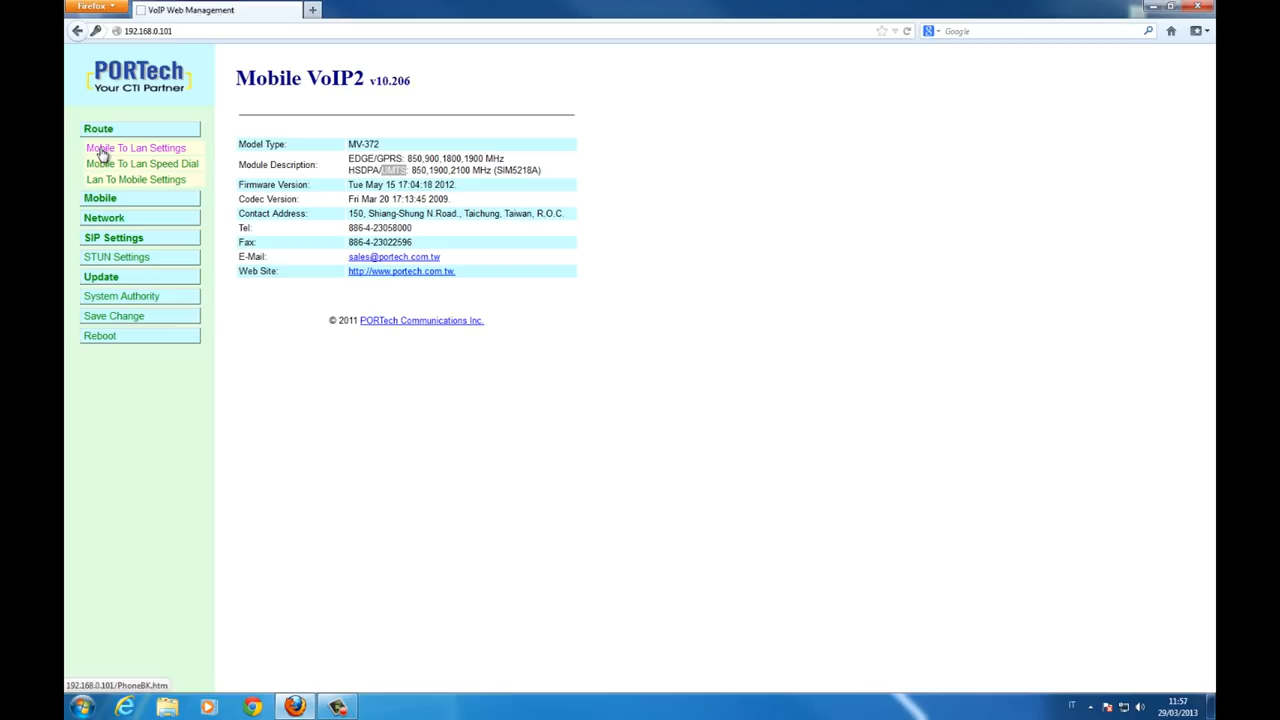 Firefox
VoIP Web Management
192.168.0.101
Google
PORTech
Your CTI Partner
Mobile VoIP2 v10.206
Route
Mobile To Lan Settings
Mobile To Lan Speed Dial
Lan To Mobile Settings
Mobile
Network
SIP Settings
STUN Settings
Update
System Authority
Save Change
Reboot
Model Type: MV-372
Module Description: EDGE/GPRS: 850,900,1800,1900 MHz
HSDPA/UMTS: 850,1900,2100 MHz (SIM5218A)
Firmware Version: Tue May 15 17:04:18 2012.
Codec Version: Fri Mar 20 17:13:45 2009.
Contact Address: 150, Shiang-Shung N.Road., Taichung, Taiwan, R.O.C.
Tel: 886-4-23058000
Fax: 886-4-23022596
E-Mail: sales@portech.com.tw
Web Site: http://www.portech.com.tw.
© 2011 PORTech Communications Inc.
192.168.0.101/PhoneBK.htm
IT
11:57
29/03/2013